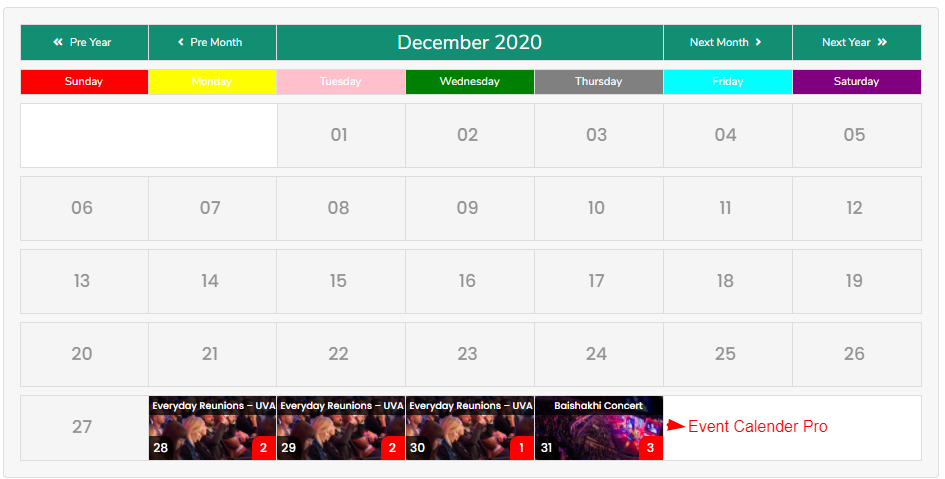 Pre Year Pre Month December 2020 Next Month Next Year
Sunday Monday Tuesday Wednesday Thursday Friday Saturday
01 02 03 04 05
06 07 08 09 10 11 12
13 14 15 16 17 18 19
20 21 22 23 24 25 26
Everyday Reunions – UVA Everyday Reunions – UVA Everyday Reunions – UVA Baishakhi Concert
27 Event Calender Pro
28 2 29 2 30 1 31 3